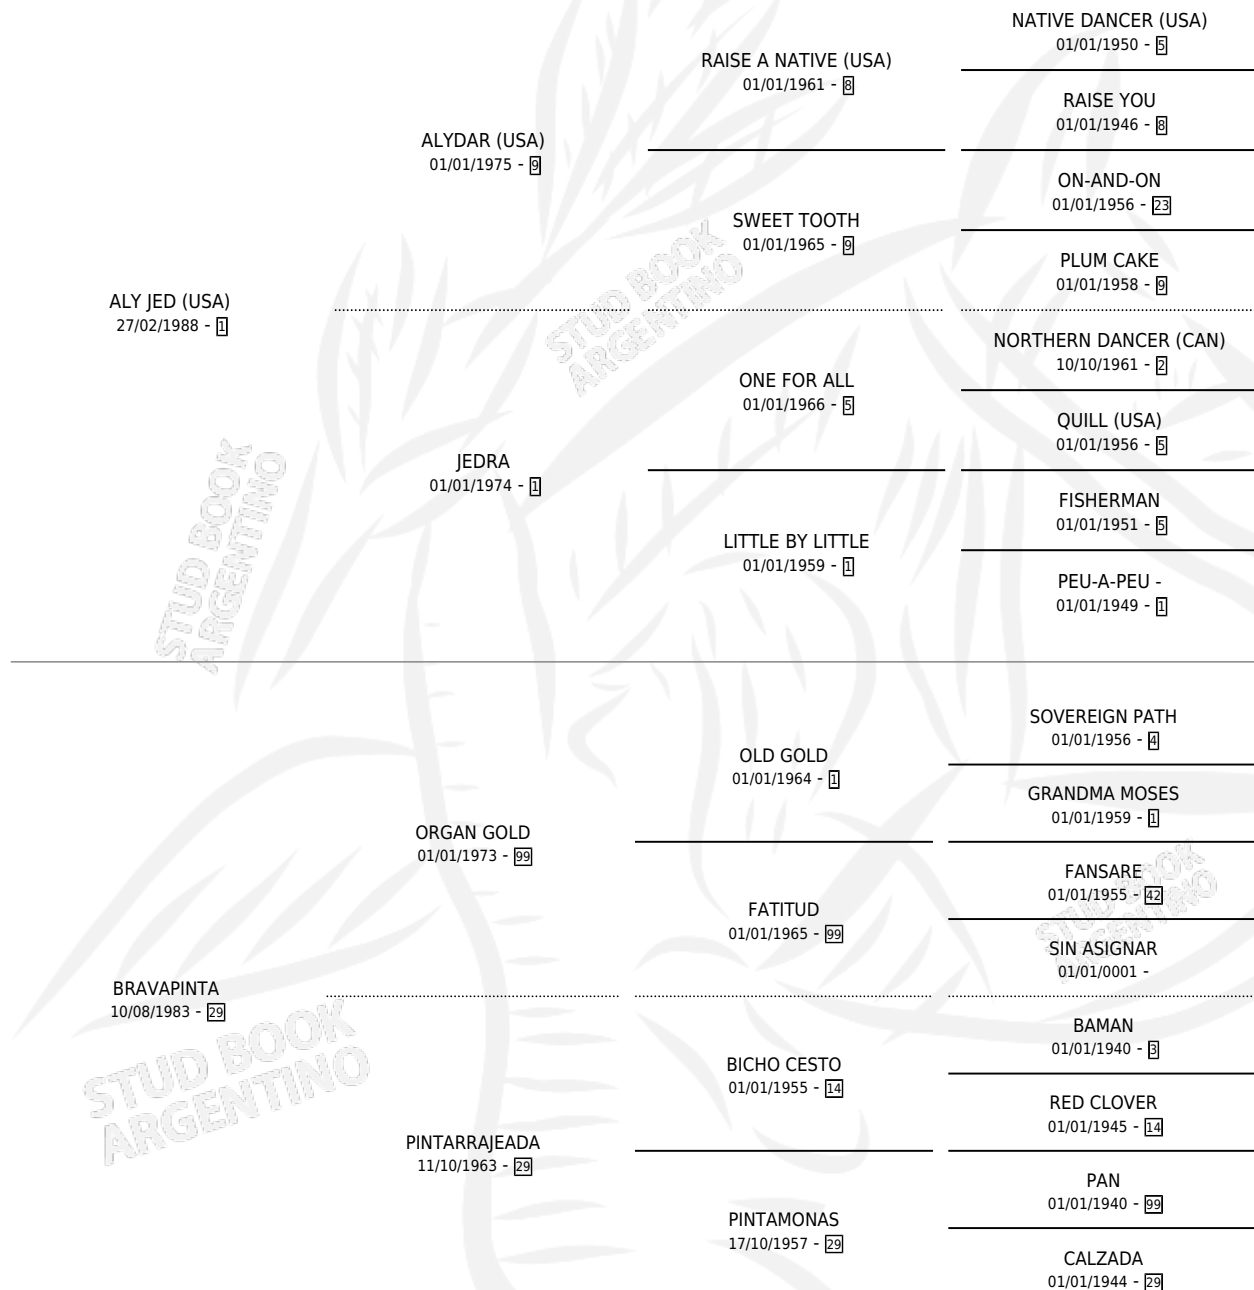 NATIVE DANCER (USA)
01/01/1950 - 5
RAISE A NATIVE (USA)
01/01/1961 - 8
RAISE YOU
01/01/1946 - 8
ALYDAR (USA)
01/01/1975 - 9
ON-AND-ON
01/01/1956 - 23
SWEET TOOTH
01/01/1965 - 9
PLUM CAKE
01/01/1958 - 9
ALY JED (USA)
27/02/1988 - 1
NORTHERN DANCER (CAN)
10/10/1961 - 2
ONE FOR ALL
01/01/1966 - 5
QUILL (USA)
01/01/1956 - 5
JEDRA
01/01/1974 - 1
FISHERMAN
01/01/1951 - 5
LITTLE BY LITTLE
01/01/1959 - 1
PEU-A-PEU -
01/01/1949 - 1
SOVEREIGN PATH
01/01/1956 - 4
OLD GOLD
01/01/1964 - 1
GRANDMA MOSES
01/01/1959 - 1
ORGAN GOLD
01/01/1973 - 99
FANSARE
01/01/1955 - 42
FATITUD
01/01/1965 - 99
SIN ASIGNAR
01/01/0001 -
BRAVAPINTA
10/08/1983 - 29
BAMAN
01/01/1940 - 3
BICHO CESTO
01/01/1955 - 14
RED CLOVER
01/01/1945 - 14
PINTARRAJEADA
11/10/1963 - 29
PAN
01/01/1940 - 99
PINTAMONAS
17/10/1957 - 29
CALZADA
01/01/1944 - 29
STUD BOOK
ARGENTINO
STUD BOOK
ARGENTINO
STUD BOOK
ARGENTINO
STUD BOOK
ARGENTINO